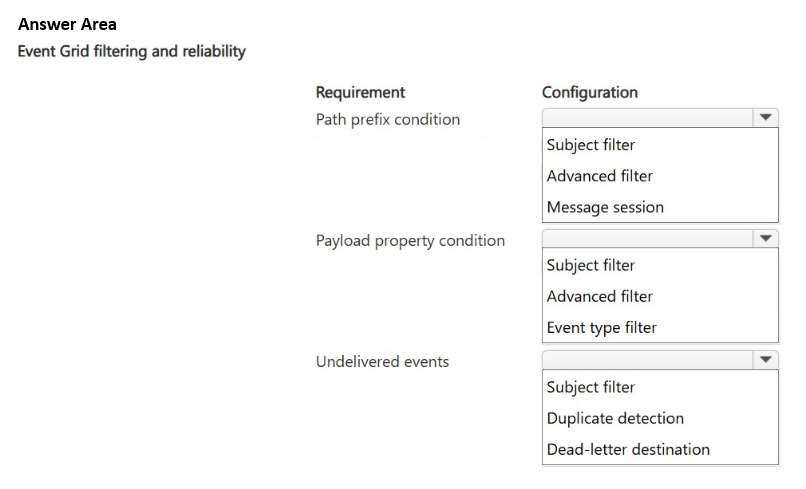 Answer Area
Event Grid filtering and reliability
Requirement Configuration
Path prefix condition
Subject filter
Advanced filter
Message session
Payload property condition
Subject filter
Advanced filter
Event type filter
Undelivered events
Subject filter
Duplicate detection
Dead-letter destination